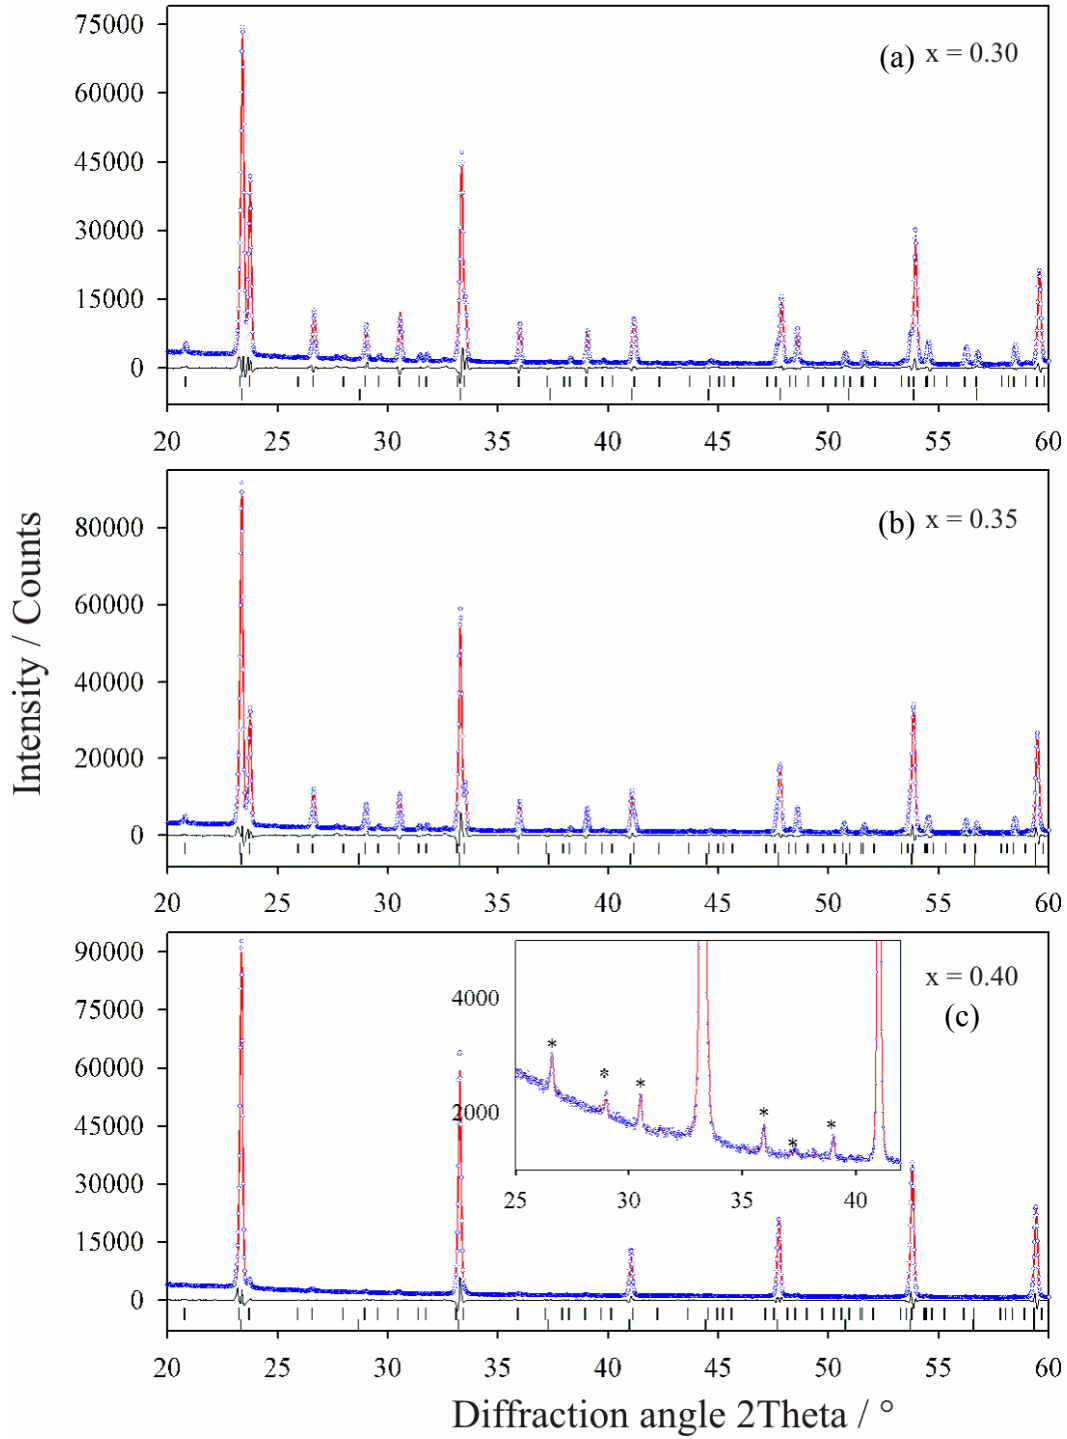 75000
(a) x = 0.30
60000
45000
30000
15000
0
20 25 30 35 40 45 50 55 60
(b) x = 0.35
80000
60000
40000
20000
0
20 25 30 35 40 45 50 55 60
Intensity / Counts
90000
x = 0.40
(c)
75000
60000
45000
30000
15000
0
4000
2000
* * * * * *
25 30 35 40
20 25 30 35 40 45 50 55 60
Diffraction angle 2Theta / °